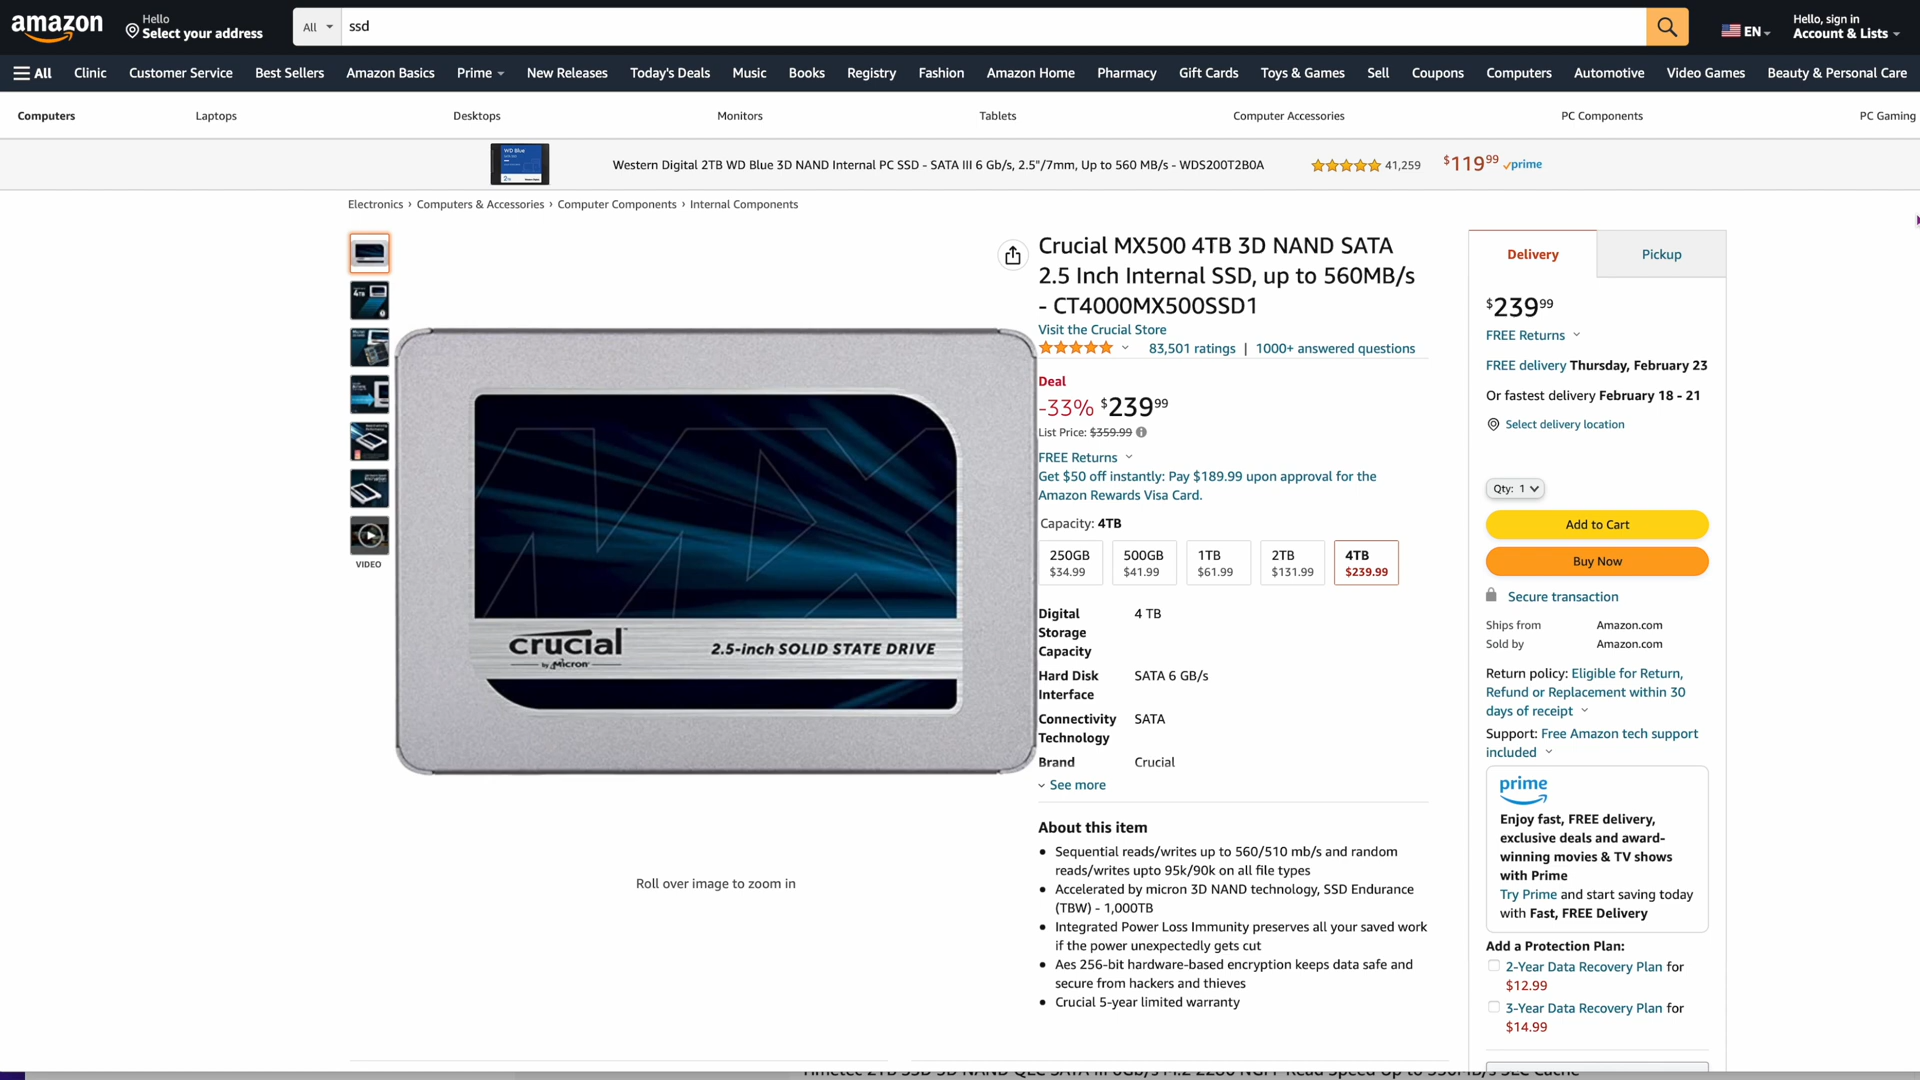 amazon
Hello
Select your address
All
ssd
EN
Hello, sign in
Account & Lists
All Clinic Customer Service Best Sellers Amazon Basics Prime New Releases Today's Deals Music Books Registry Fashion Amazon Home Pharmacy Gift Cards Toys & Games Sell Coupons Computers Automotive Video Games Beauty & Personal Care
Computers Laptops Desktops Monitors Tablets Computer Accessories PC Components PC Gaming
WD Blue
Western Digital 2TB WD Blue 3D NAND Internal PC SSD - SATA III 6 Gb/s, 2.5"/7mm, Up to 560 MB/s - WDS200T2B0A 41,259 $119.99 prime
Electronics › Computers & Accessories › Computer Components › Internal Components
4TB
VIDEO
crucial
by Micron
2.5-inch SOLID STATE DRIVE
Roll over image to zoom in
Crucial MX500 4TB 3D NAND SATA
2.5 Inch Internal SSD, up to 560MB/s
- CT4000MX500SSD1
Visit the Crucial Store
83,501 ratings | 1000+ answered questions
Deal
-33% $239.99
List Price: $359.99
FREE Returns
Get $50 off instantly: Pay $189.99 upon approval for the
Amazon Rewards Visa Card.
Capacity: 4TB
250GB 500GB 1TB 2TB 4TB
$34.99 $41.99 $61.99 $131.99 $239.99
Digital 4 TB
Storage
Capacity
Hard Disk SATA 6 GB/s
Interface
Connectivity SATA
Technology
Brand Crucial
See more
About this item
• Sequential reads/writes up to 560/510 mb/s and random
reads/writes upto 95k/90k on all file types
• Accelerated by micron 3D NAND technology, SSD Endurance
(TBW) - 1,000TB
• Integrated Power Loss Immunity preserves all your saved work
if the power unexpectedly gets cut
• Aes 256-bit hardware-based encryption keeps data safe and
secure from hackers and thieves
• Crucial 5-year limited warranty
Delivery Pickup
$239.99
FREE Returns
FREE delivery Thursday, February 23
Or fastest delivery February 18 - 21
Select delivery location
Qty: 1
Add to Cart
Buy Now
Secure transaction
Ships from Amazon.com
Sold by Amazon.com
Return policy: Eligible for Return,
Refund or Replacement within 30
days of receipt
Support: Free Amazon tech support
included
prime
Enjoy fast, FREE delivery,
exclusive deals and award-
winning movies & TV shows
with Prime
Try Prime and start saving today
with Fast, FREE Delivery
Add a Protection Plan:
2-Year Data Recovery Plan for
$12.99
3-Year Data Recovery Plan for
$14.99